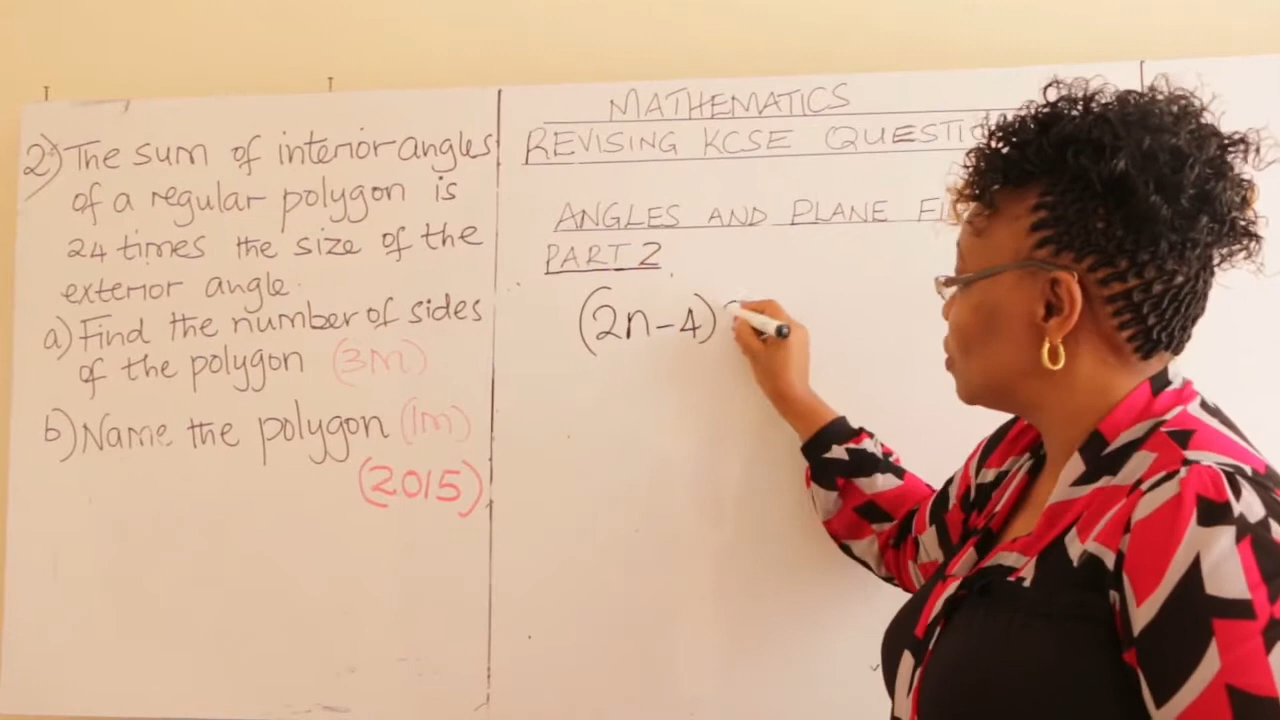 2) The sum of interior angles
of a regular polygon is
24 times the size of the
exterior angle.
a) Find the number of sides
of the polygon (3M)
b) Name the polygon (1M)
(2015)
MATHEMATICS
REVISING KCSE
ANGLES AND PLANE
PART 2
(2n-4)